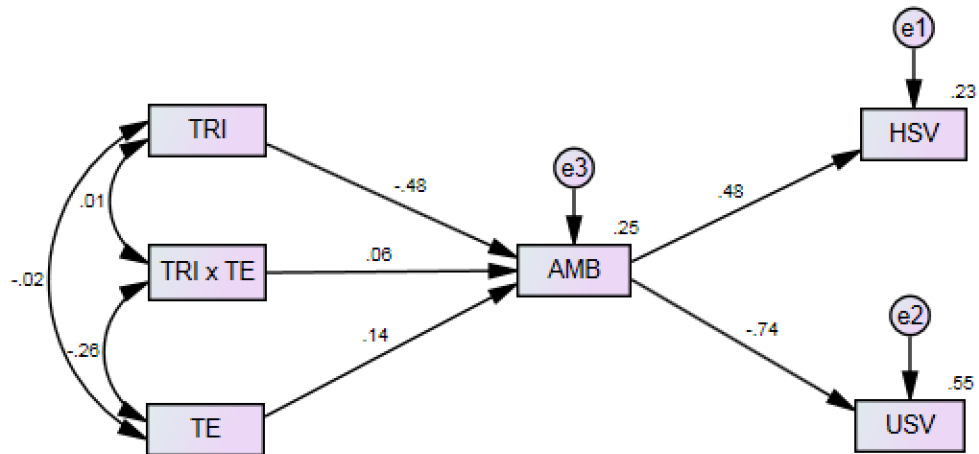 e1
.23
HSV
TRI
-.48
e3
.48
.01
.25
AMB
TRI x TE
.06
-.02
-.26
.14
-.74
e2
.55
USV
TE